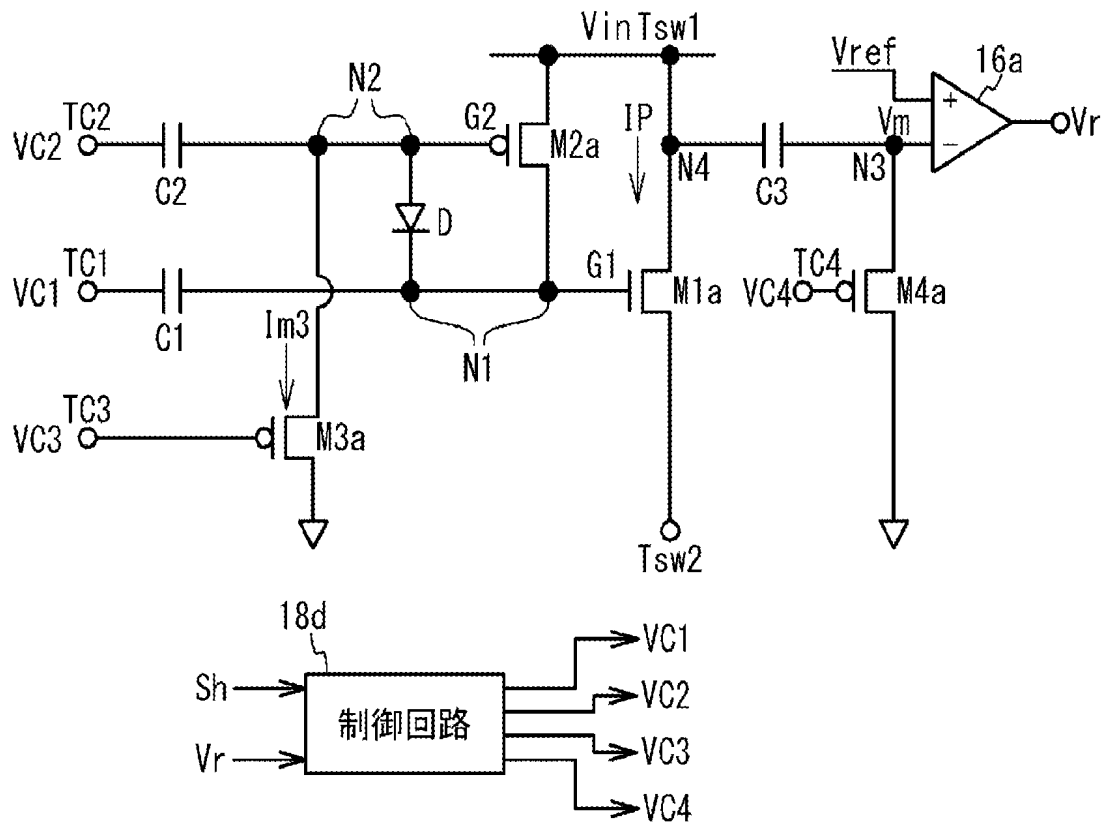 Vin Tsw1
Vref
16a
N2
TC2
VC2
G2
IP
Vm
+
−
Vr
M2a
C2
N4
C3
N3
D
TC1
VC1
G1
M1a
TC4
VC4
M4a
C1
Im3
N1
TC3
VC3
M3a
Tsw2
18d
Sh
Vr
制御回路
VC1
VC2
VC3
VC4